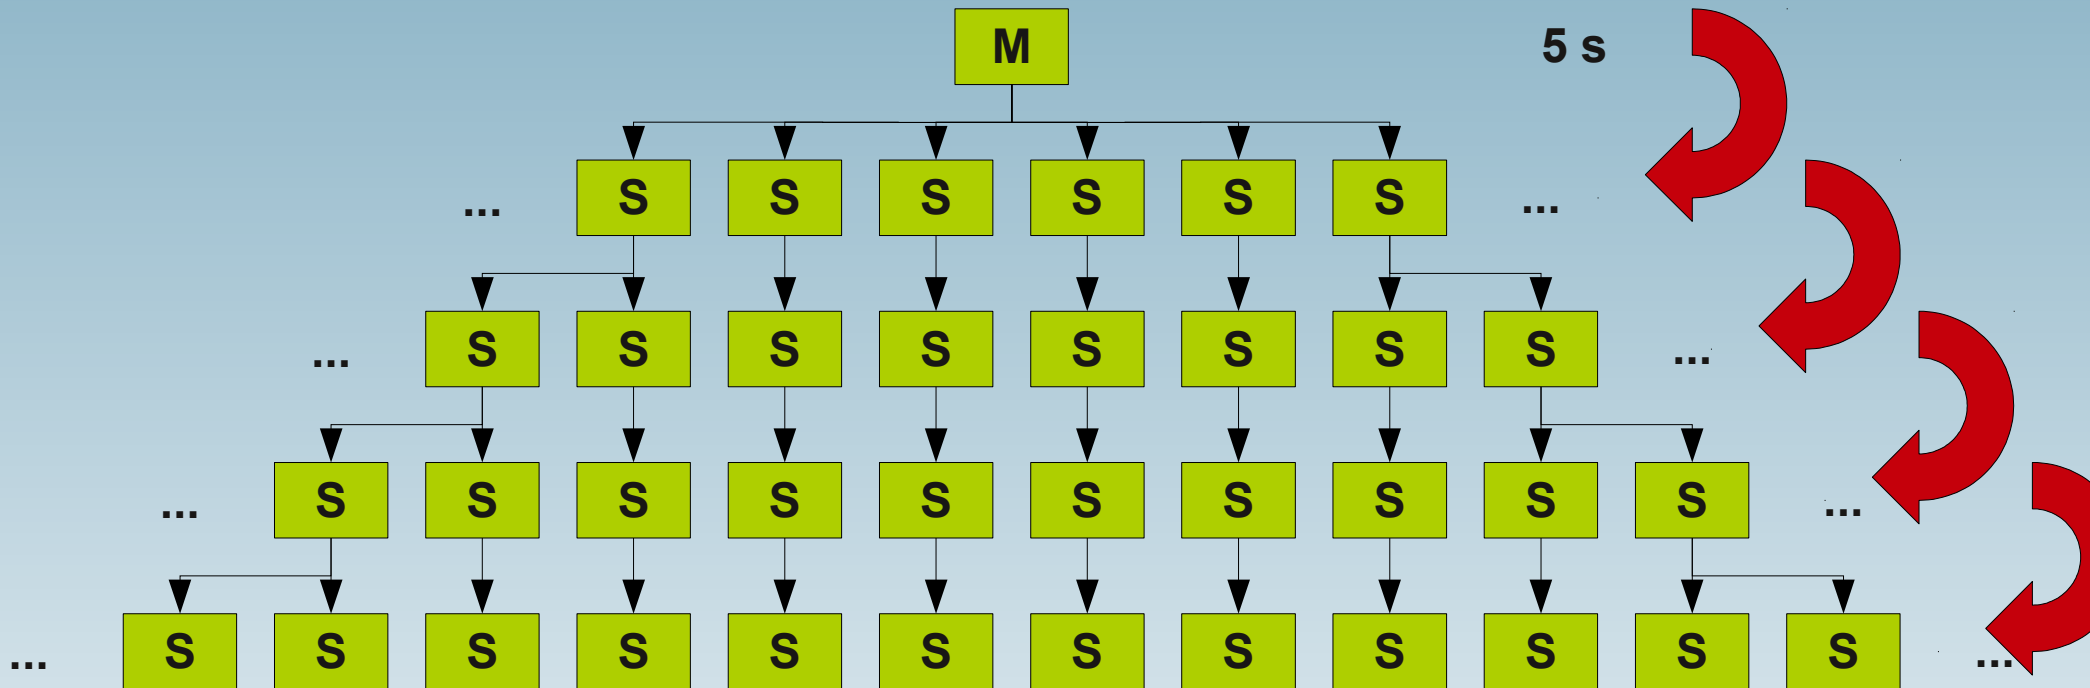 M 5 s
... S S S S S S ...
... S S S S S S S S ...
... S S S S S S S S S S ...
... S S S S S S S S S S S S ...